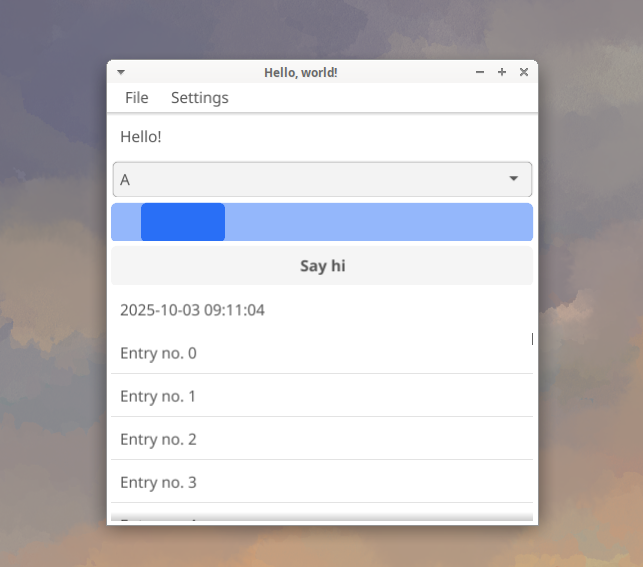 Hello, world!
File Settings
Hello!
A
Say hi
2025-10-03 09:11:04
Entry no. 0
Entry no. 1
Entry no. 2
Entry no. 3